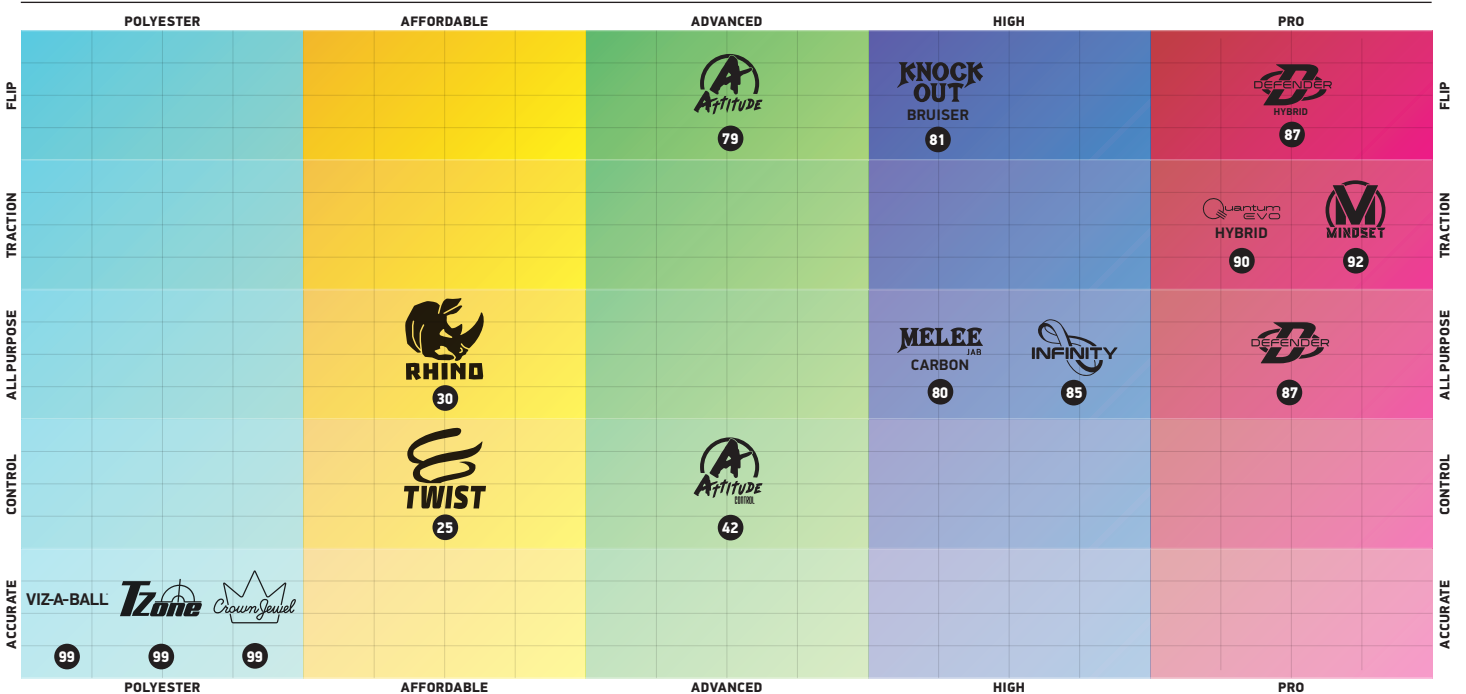 POLYESTER AFFORDABLE ADVANCED HIGH PRO
FLIP
ATTITUDE
79
KNOCK
OUT
BRUISER
81
DEFENDER
HYBRID
87
FLIP
TRACTION
Quantum
EVO
HYBRID
90
MINDSET
92
TRACTION
ALL PURPOSE
RHINO
30
MELEE
JAB
CARBON
80
INFINITY
85
DEFENDER
87
ALL PURPOSE
CONTROL
TWIST
25
ATTITUDE
CONTROL
42
CONTROL
ACCURATE
VIZ-A-BALL
99
TZone
99
Crown Jewel
99
ACCURATE
POLYESTER AFFORDABLE ADVANCED HIGH PRO